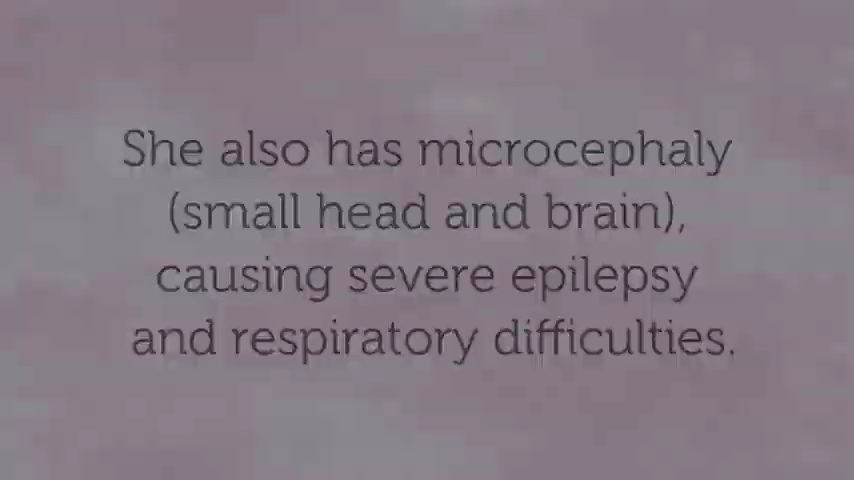 She also has microcephaly
(small head and brain),
causing severe epilepsy
and respiratory difficulties.